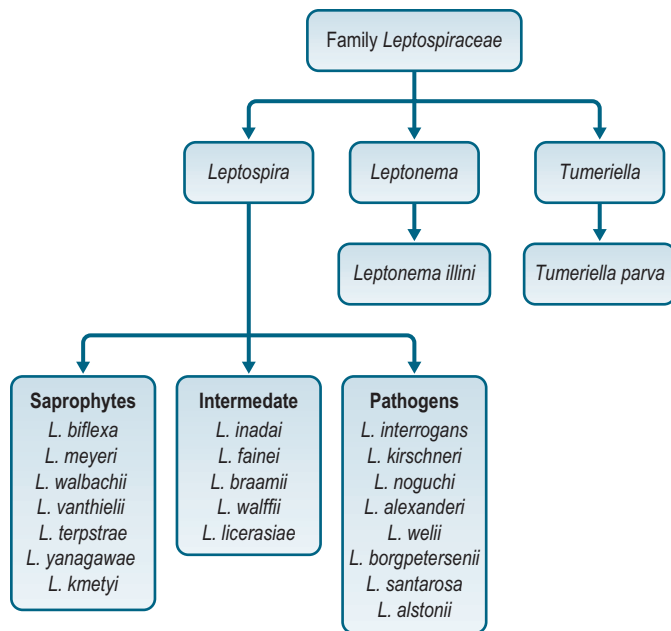 Family Leptospiraceae
Leptospira
Leptonema
Tumeriella
Leptonema illini
Tumeriella parva
Saprophytes
L. biflexa
L. meyeri
L. walbachii
L. vanthielii
L. terpstrae
L. yanagawae
L. kmetyi
Intermedate
L. inadai
L. fainei
L. braamii
L. walffii
L. licerasiae
Pathogens
L. interrogans
L. kirschneri
L. noguchi
L. alexanderi
L. welii
L. borgpetersenii
L. santarosa
L. alstonii